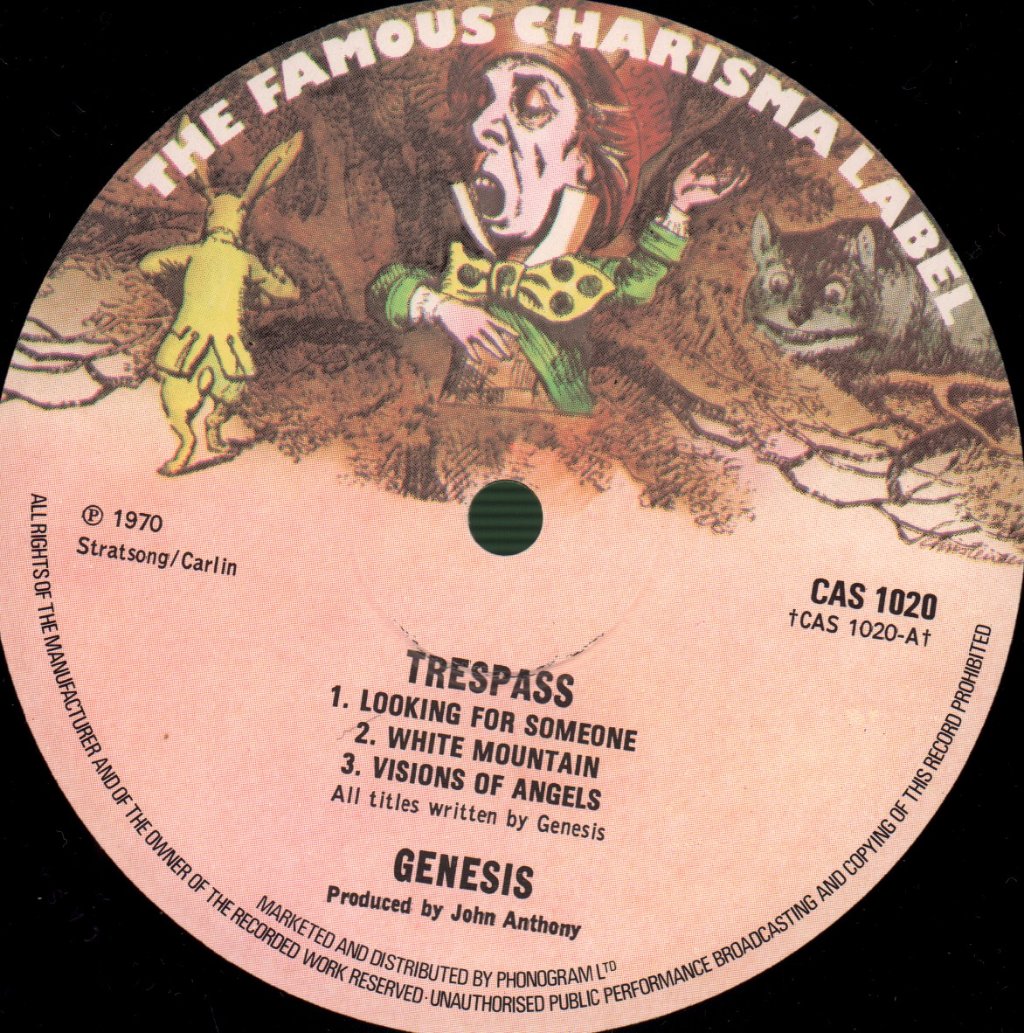 THE FAMOUS CHARISMA LABEL
℗ 1970
Stratsong/Carlin
CAS 1020
†CAS 1020-A†
TRESPASS
1. LOOKING FOR SOMEONE
2. WHITE MOUNTAIN
3. VISIONS OF ANGELS
All titles written by Genesis
GENESIS
Produced by John Anthony
MARKETED AND DISTRIBUTED BY PHONOGRAM LTD
ALL RIGHTS OF THE MANUFACTURER AND OF THE OWNER OF THE RECORDED WORK RESERVED·UNAUTHORISED PUBLIC PERFORMANCE BROADCASTING AND COPYING OF THIS RECORD PROHIBITED